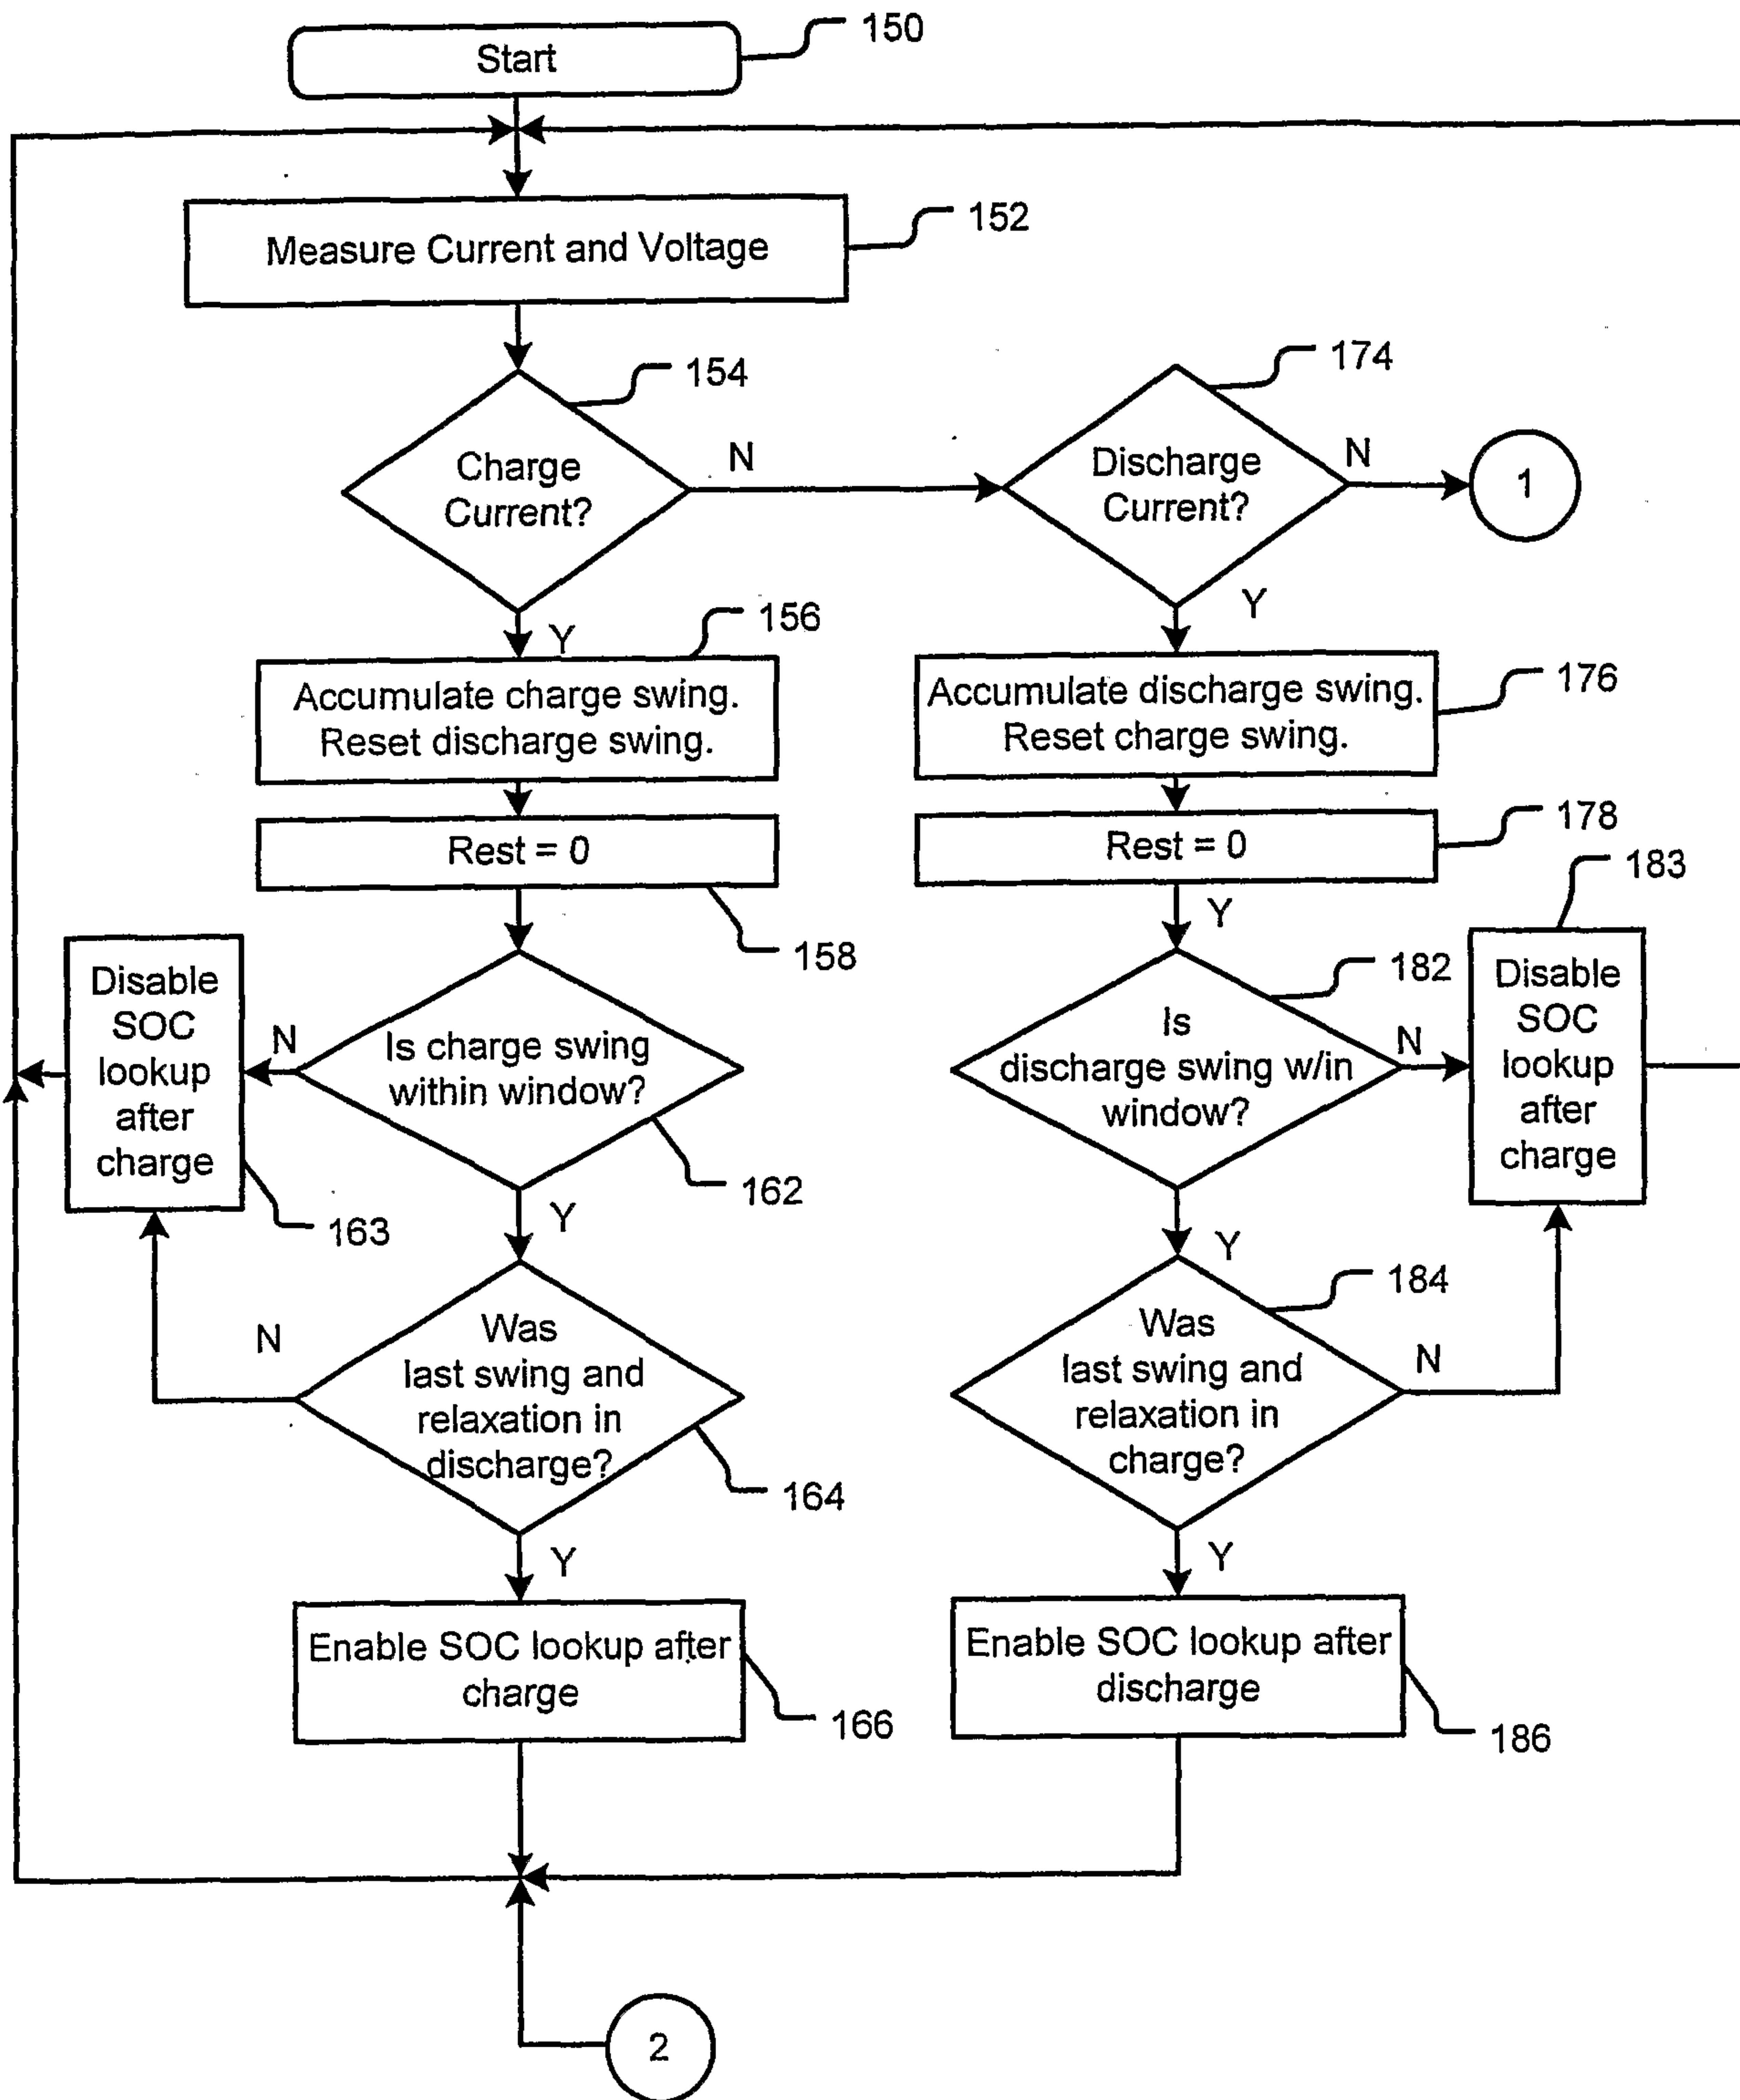 Start
150
Measure Current and Voltage
152
154
Charge
Current?
N
174
Discharge
Current?
N
1
Y
Y
156
Accumulate charge swing.
Reset discharge swing.
Accumulate discharge swing.
Reset charge swing.
176
Rest = 0
158
Rest = 0
178
Y
183
Disable
SOC
lookup
after
charge
163
N
Is charge swing
within window?
162
Y
182
Is
discharge swing w/in
window?
N
Disable
SOC
lookup
after
charge
Y
N
Was
last swing and
relaxation in
discharge?
164
Y
184
Was
last swing and
relaxation in
charge?
N
Y
Enable SOC lookup after
charge
166
Enable SOC lookup after
discharge
186
2